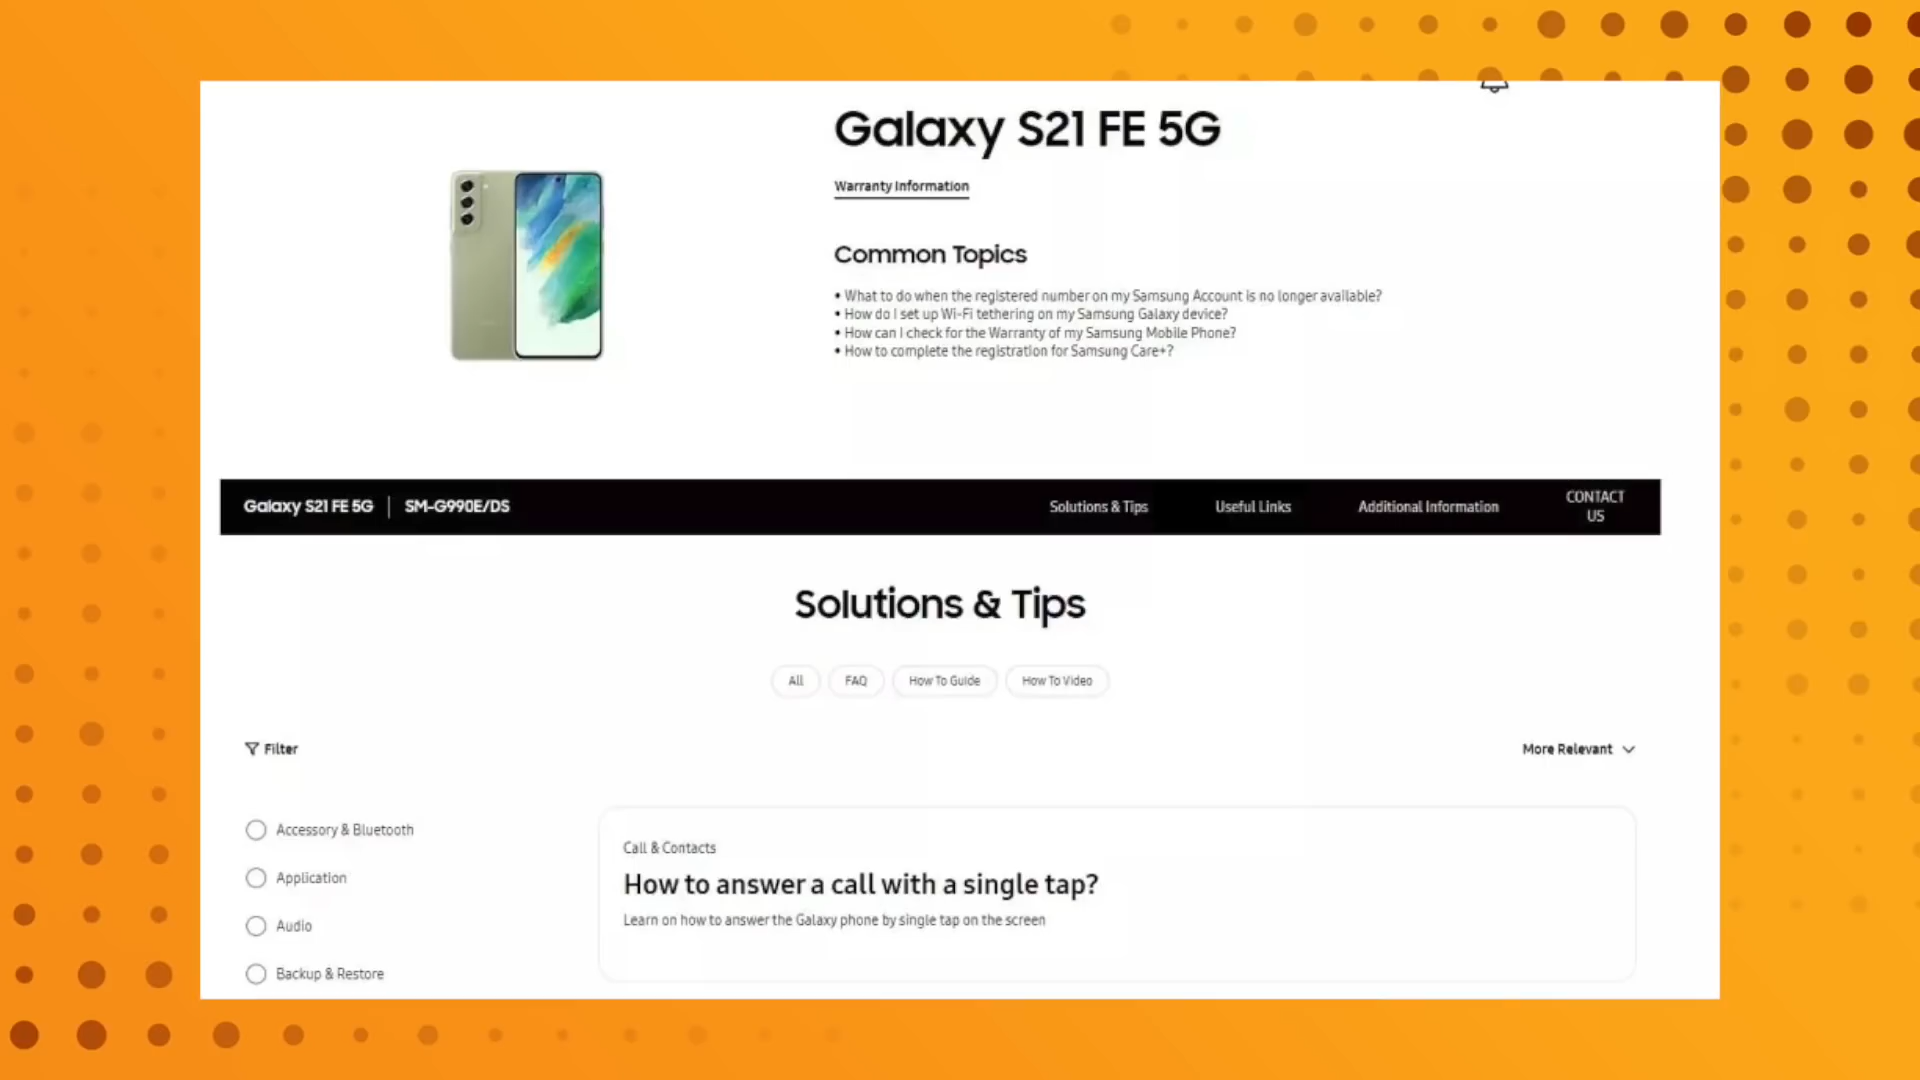 Galaxy S21 FE 5G
Warranty Information
Common Topics
• What to do when the registered number on my Samsung Account is no longer available?
• How do I set up Wi-Fi tethering on my Samsung Galaxy device?
• How can I check for the Warranty of my Samsung Mobile Phone?
• How to complete the registration for Samsung Care+?
Galaxy S21 FE 5G | SM-G990E/DS
Solutions & Tips
Useful Links
Additional Information
CONTACT
US
Solutions & Tips
All
FAQ
How To Guide
How To Video
Filter
More Relevant
Accessory & Bluetooth
Application
Audio
Backup & Restore
Call & Contacts
How to answer a call with a single tap?
Learn on how to answer the Galaxy phone by single tap on the screen